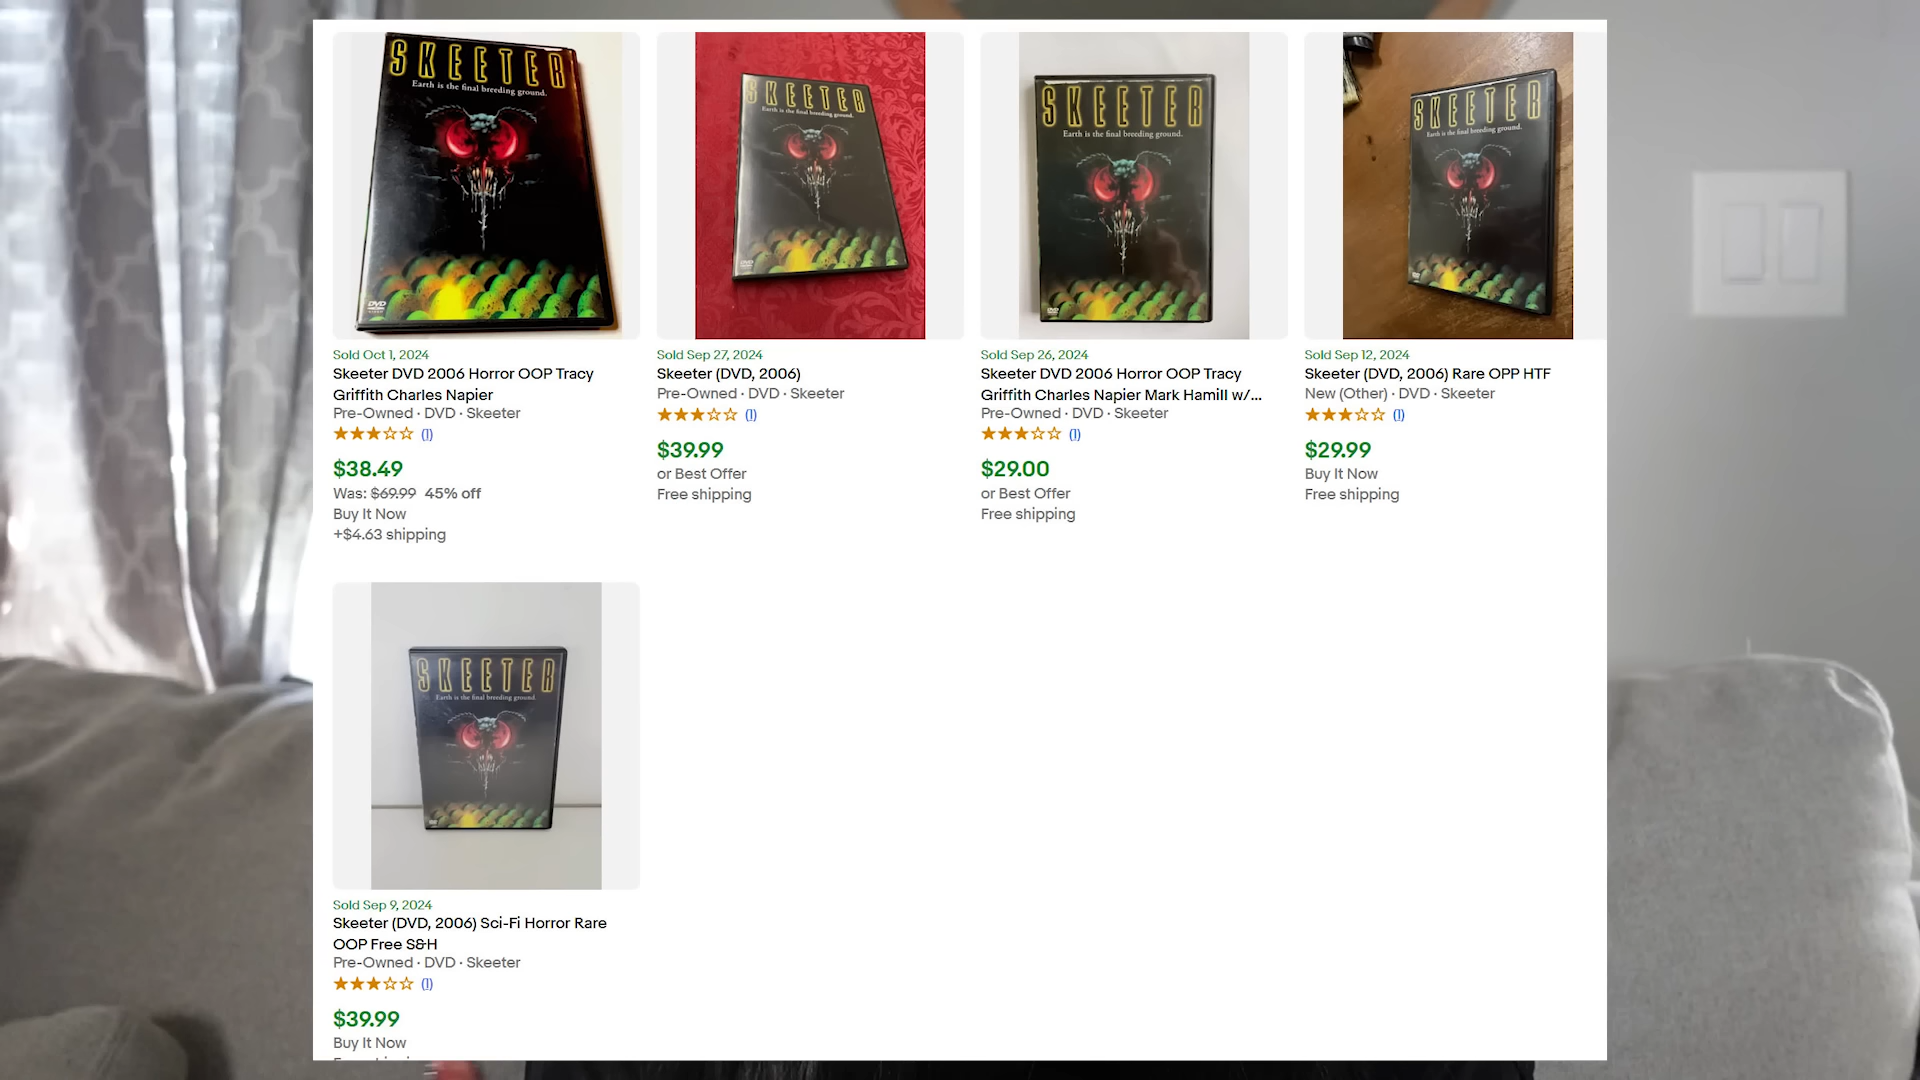 SKEETER
Earth is the final breeding ground.
DVD
VIDEO
Sold Oct 1, 2024
Skeeter DVD 2006 Horror OOP Tracy
Griffith Charles Napier
Pre-Owned · DVD · Skeeter
(1)
$38.49
Was: $69.99 45% off
Buy It Now
+$4.63 shipping
SKEETER
Earth is the final breeding ground.
DVD
Sold Sep 27, 2024
Skeeter (DVD, 2006)
Pre-Owned · DVD · Skeeter
(1)
$39.99
or Best Offer
Free shipping
SKEETER
Earth is the final breeding ground.
DVD
Sold Sep 26, 2024
Skeeter DVD 2006 Horror OOP Tracy
Griffith Charles Napier Mark Hamill w/...
Pre-Owned · DVD · Skeeter
(1)
$29.00
or Best Offer
Free shipping
SKEETER
Earth is the final breeding ground.
DVD
Sold Sep 12, 2024
Skeeter (DVD, 2006) Rare OPP HTF
New (Other) · DVD · Skeeter
(1)
$29.99
Buy It Now
Free shipping
SKEETER
Earth is the final breeding ground.
Sold Sep 9, 2024
Skeeter (DVD, 2006) Sci-Fi Horror Rare
OOP Free S&H
Pre-Owned · DVD · Skeeter
(1)
$39.99
Buy It Now